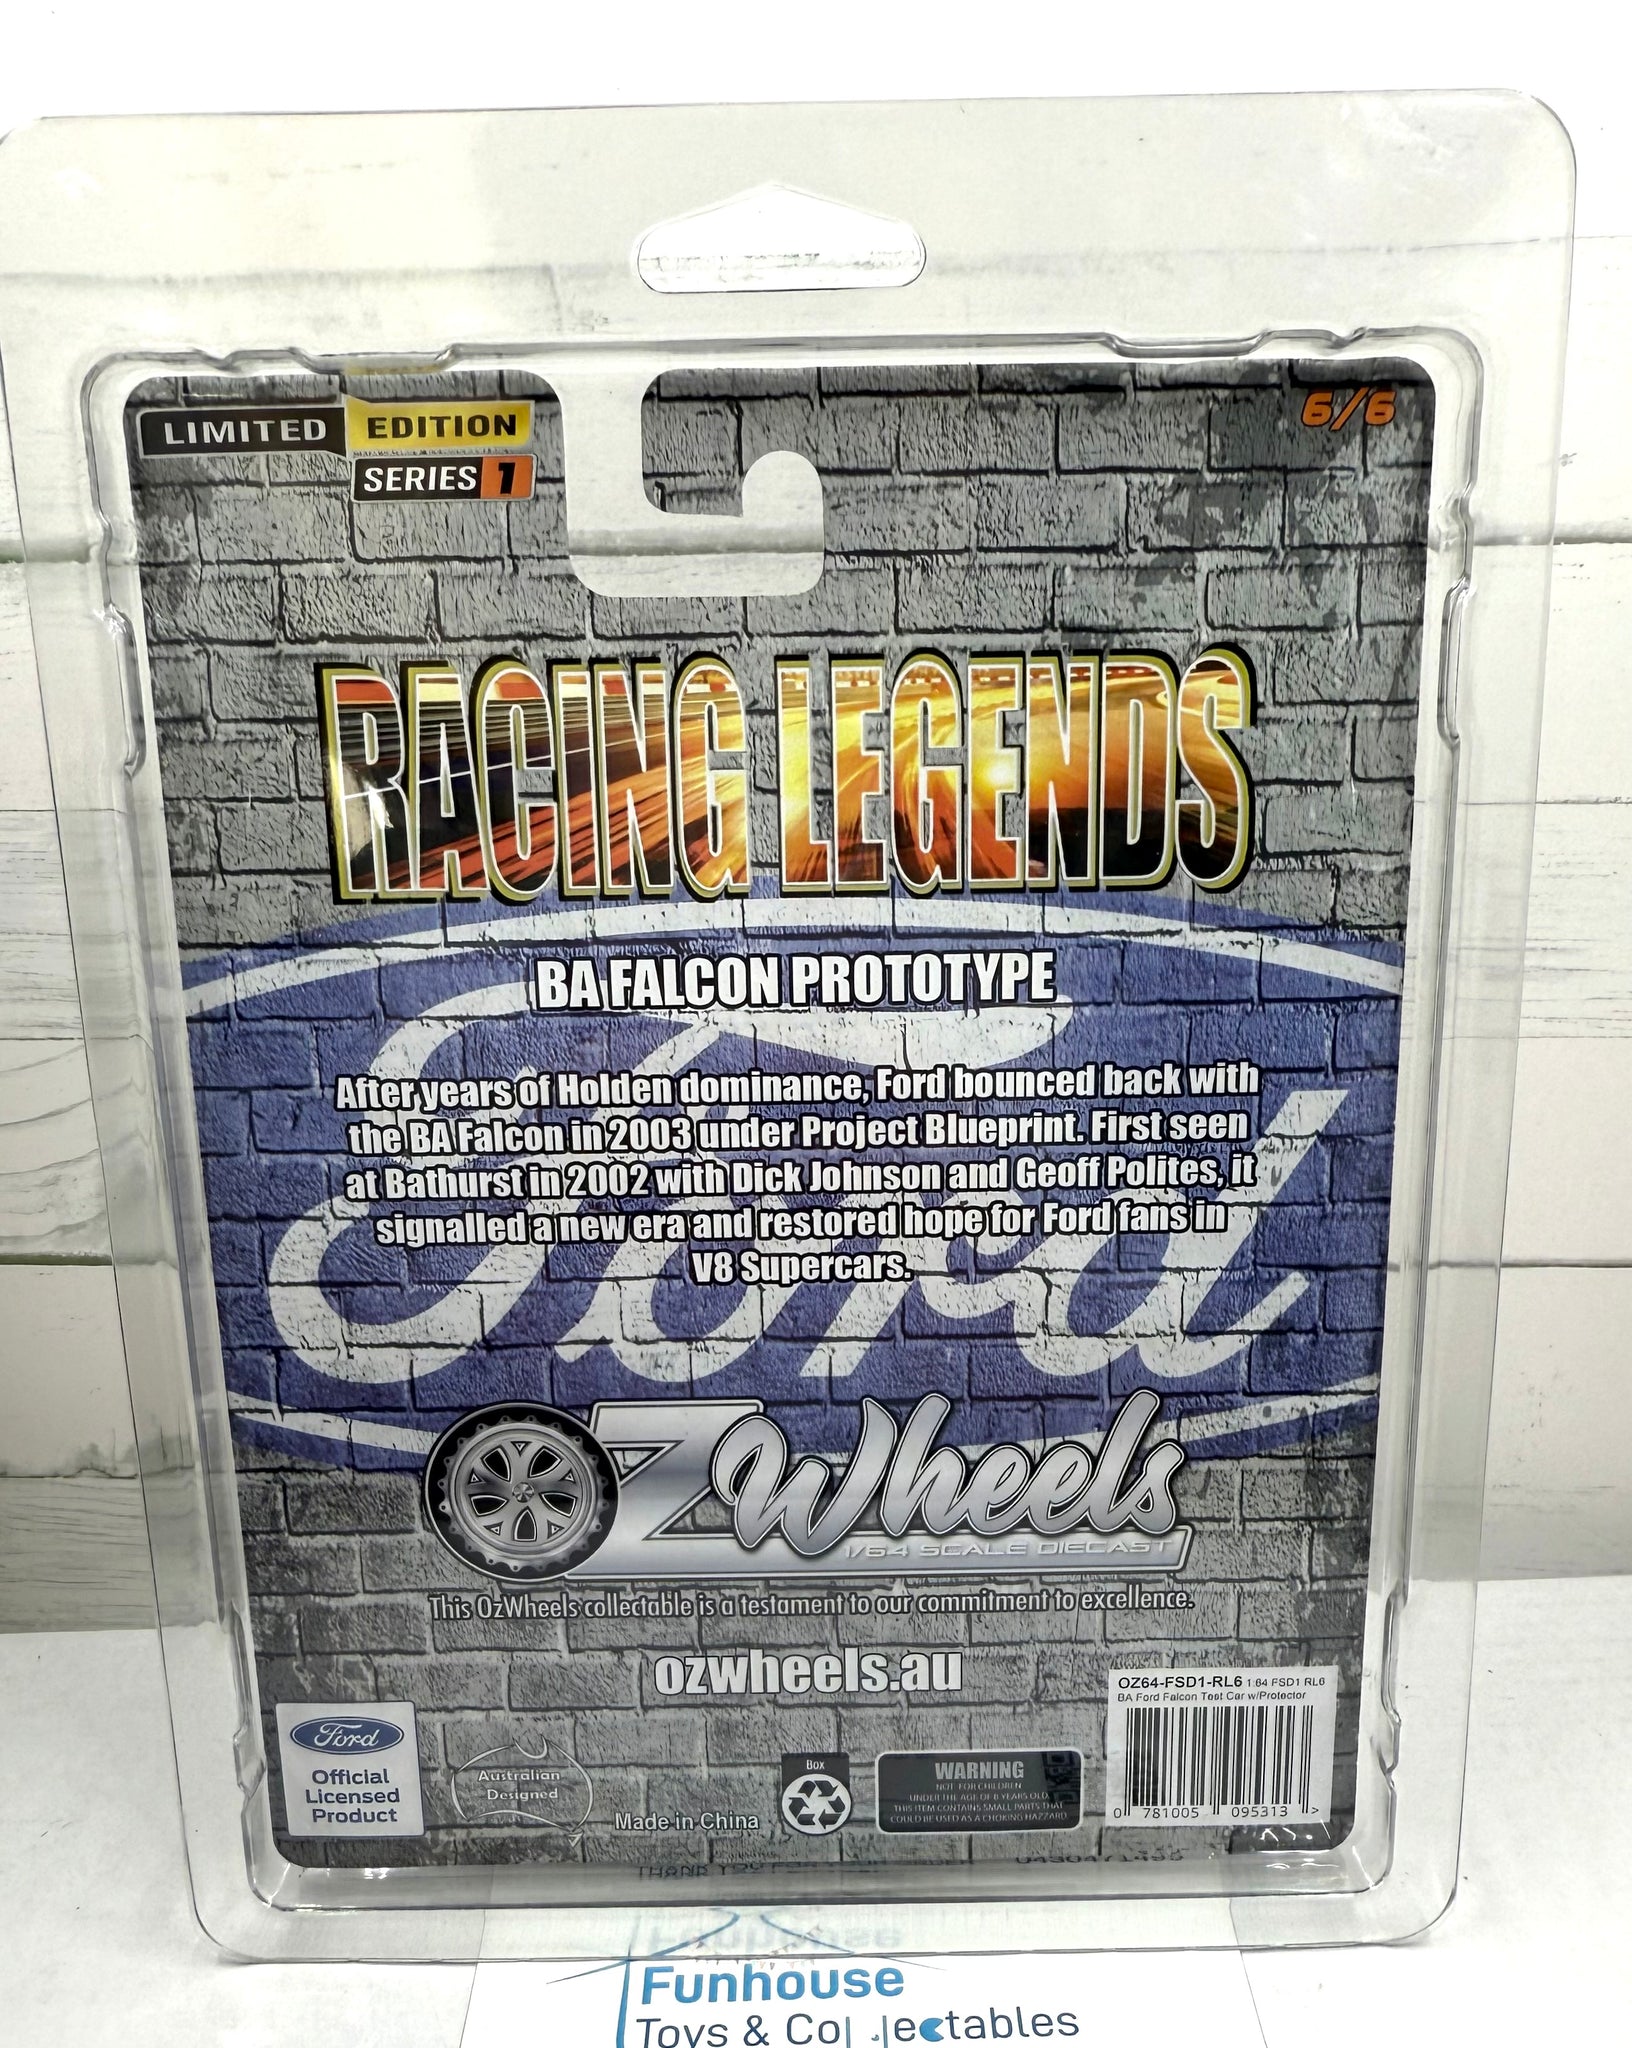 LIMITED EDITION
SERIES 1
6/6
RACING LEGENDS
BA FALCON PROTOTYPE
After years of Holden dominance, Ford bounced back with
the BA Falcon in 2003 under Project Blueprint. First seen
at Bathurst in 2002 with Dick Johnson and Geoff Polites, it
signalled a new era and restored hope for Ford fans in
V8 Supercars.
Ford
OZ Wheels
1/64 SCALE DIECAST
This OzWheels collectable is a testament to our commitment to excellence.
ozwheels.au
Ford
Official
Licensed
Product
Australian
Designed
Made in China
Box
WARNING
NOT FOR CHILDREN
UNDER THE AGE OF 8 YEARS OLD.
THIS ITEM CONTAINS SMALL PARTS THAT
COULD BE USED AS A CHOKING HAZZARD
OZ64-FSD1-RL6 1:64 FSD1 RL6
BA Ford Falcon Test Car w/Protector
0 781005 095313 >
THANK YOU FOR
Funhouse
Toys & Collectables